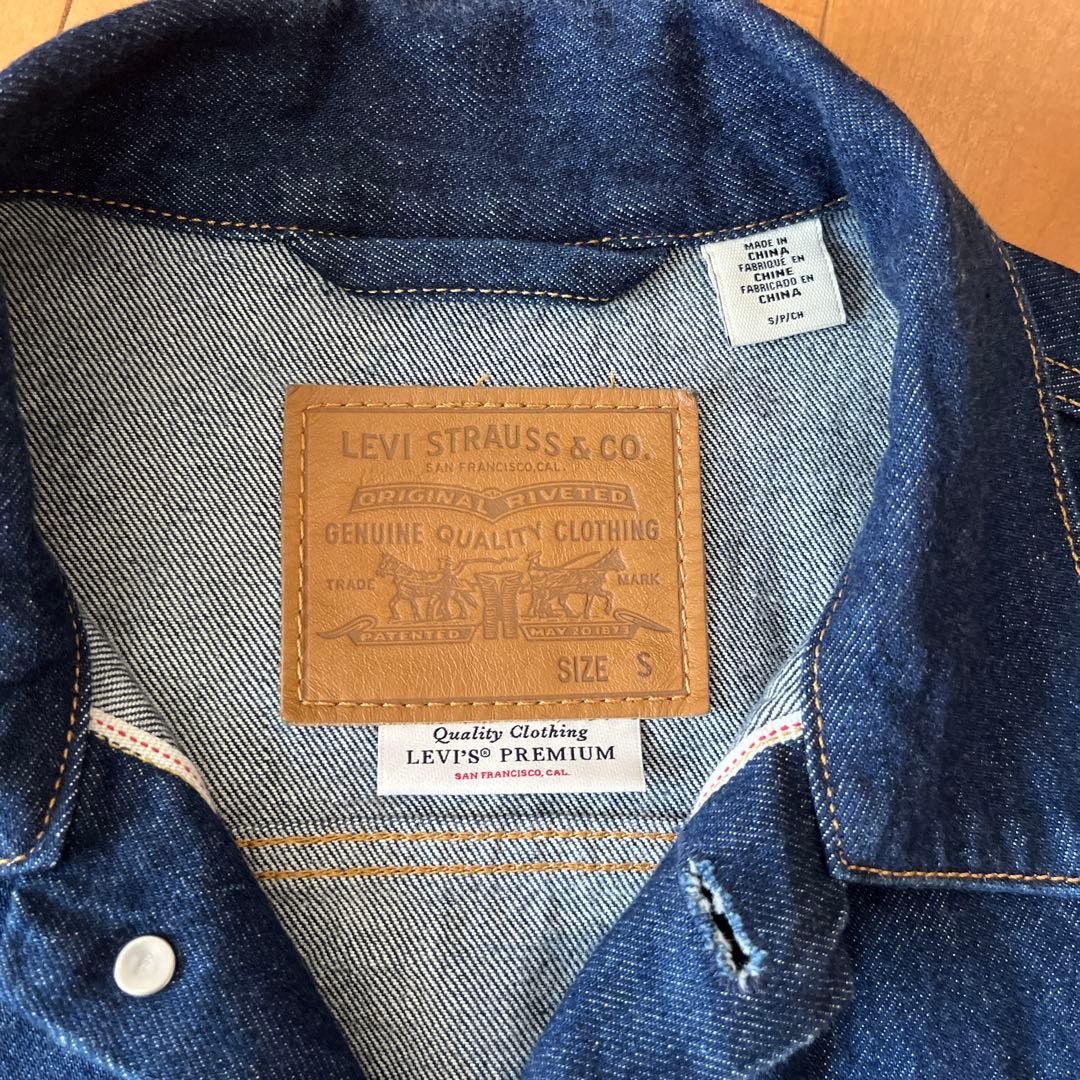 MADE IN
CHINA
FABRIQUE EN
CHINE
FABRICADO EN
CHINA
S/P/CH
LEVI STRAUSS & CO.
SAN FRANCISCO, CAL.
ORIGINAL RIVETED
GENUINE QUALITY CLOTHING
TRADE MARK
PATENTED MAY 20 1873
SIZE S
Quality Clothing
LEVI'S® PREMIUM
SAN FRANCISCO, CAL.